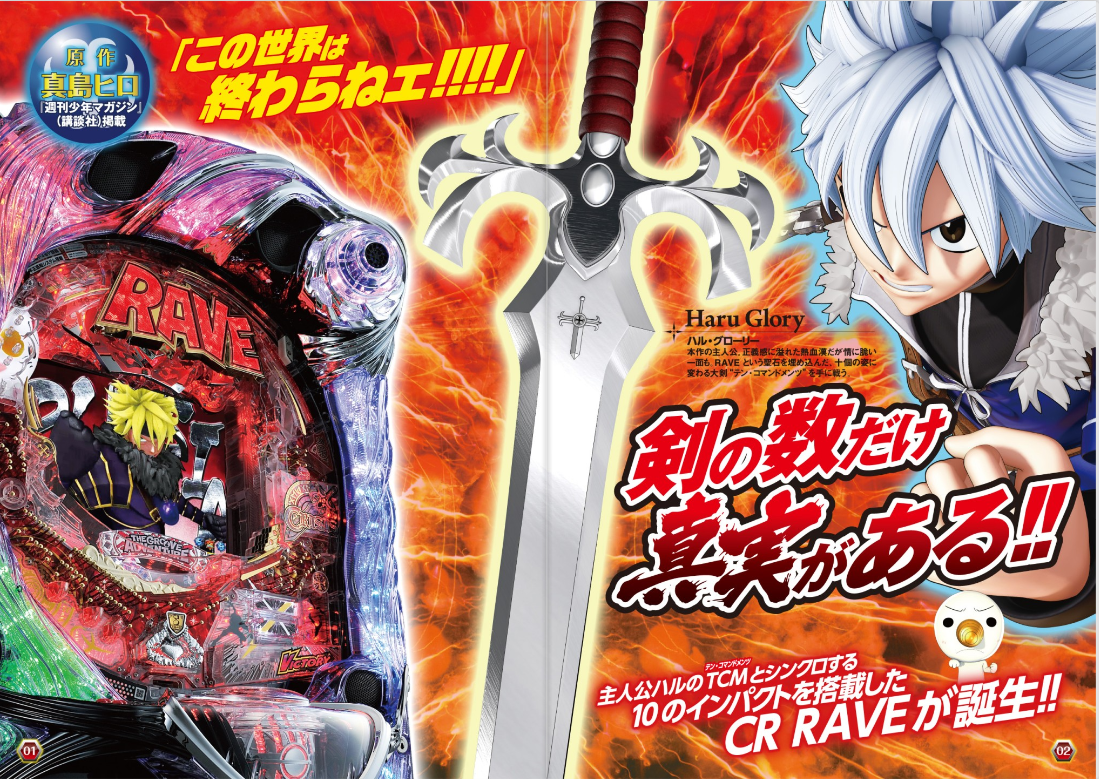 原作
真島ヒロ
「週刊少年マガジン」
(講談社)掲載
「この世界は
終わらねエ!!!!」
RAVE
THE GROOVE
ADVENTURE
VICTORY
Haru Glory
ハル・グローリー
本作の主人公。正義感に溢れた熱血漢だが情に脆い
一面も。RAVEという聖石を埋め込んだ、十個の姿に
変わる大剣“テン・コマンドメンツ”を手に戦う
剣の数だけ
真実がある!!
テン・コマンドメンツ
主人公ハルのTCMとシンクロする
10のインパクトを搭載した
CR RAVEが誕生!!
01
02